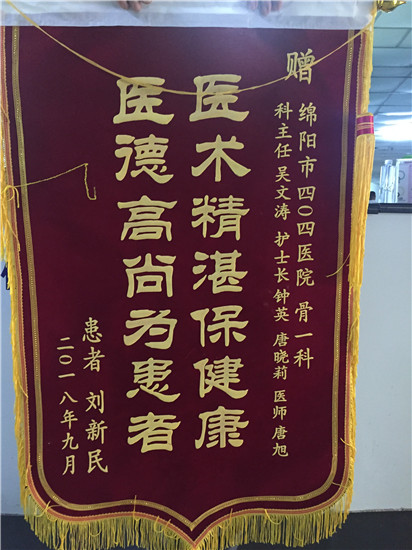 赠 绵阳市四〇四医院 骨一科
科主任 吴文涛 护士长 钟英 唐晓莉 医师 唐旭
医术精湛保健康
医德高尚为患者
患者 刘新民
二〇一八年九月